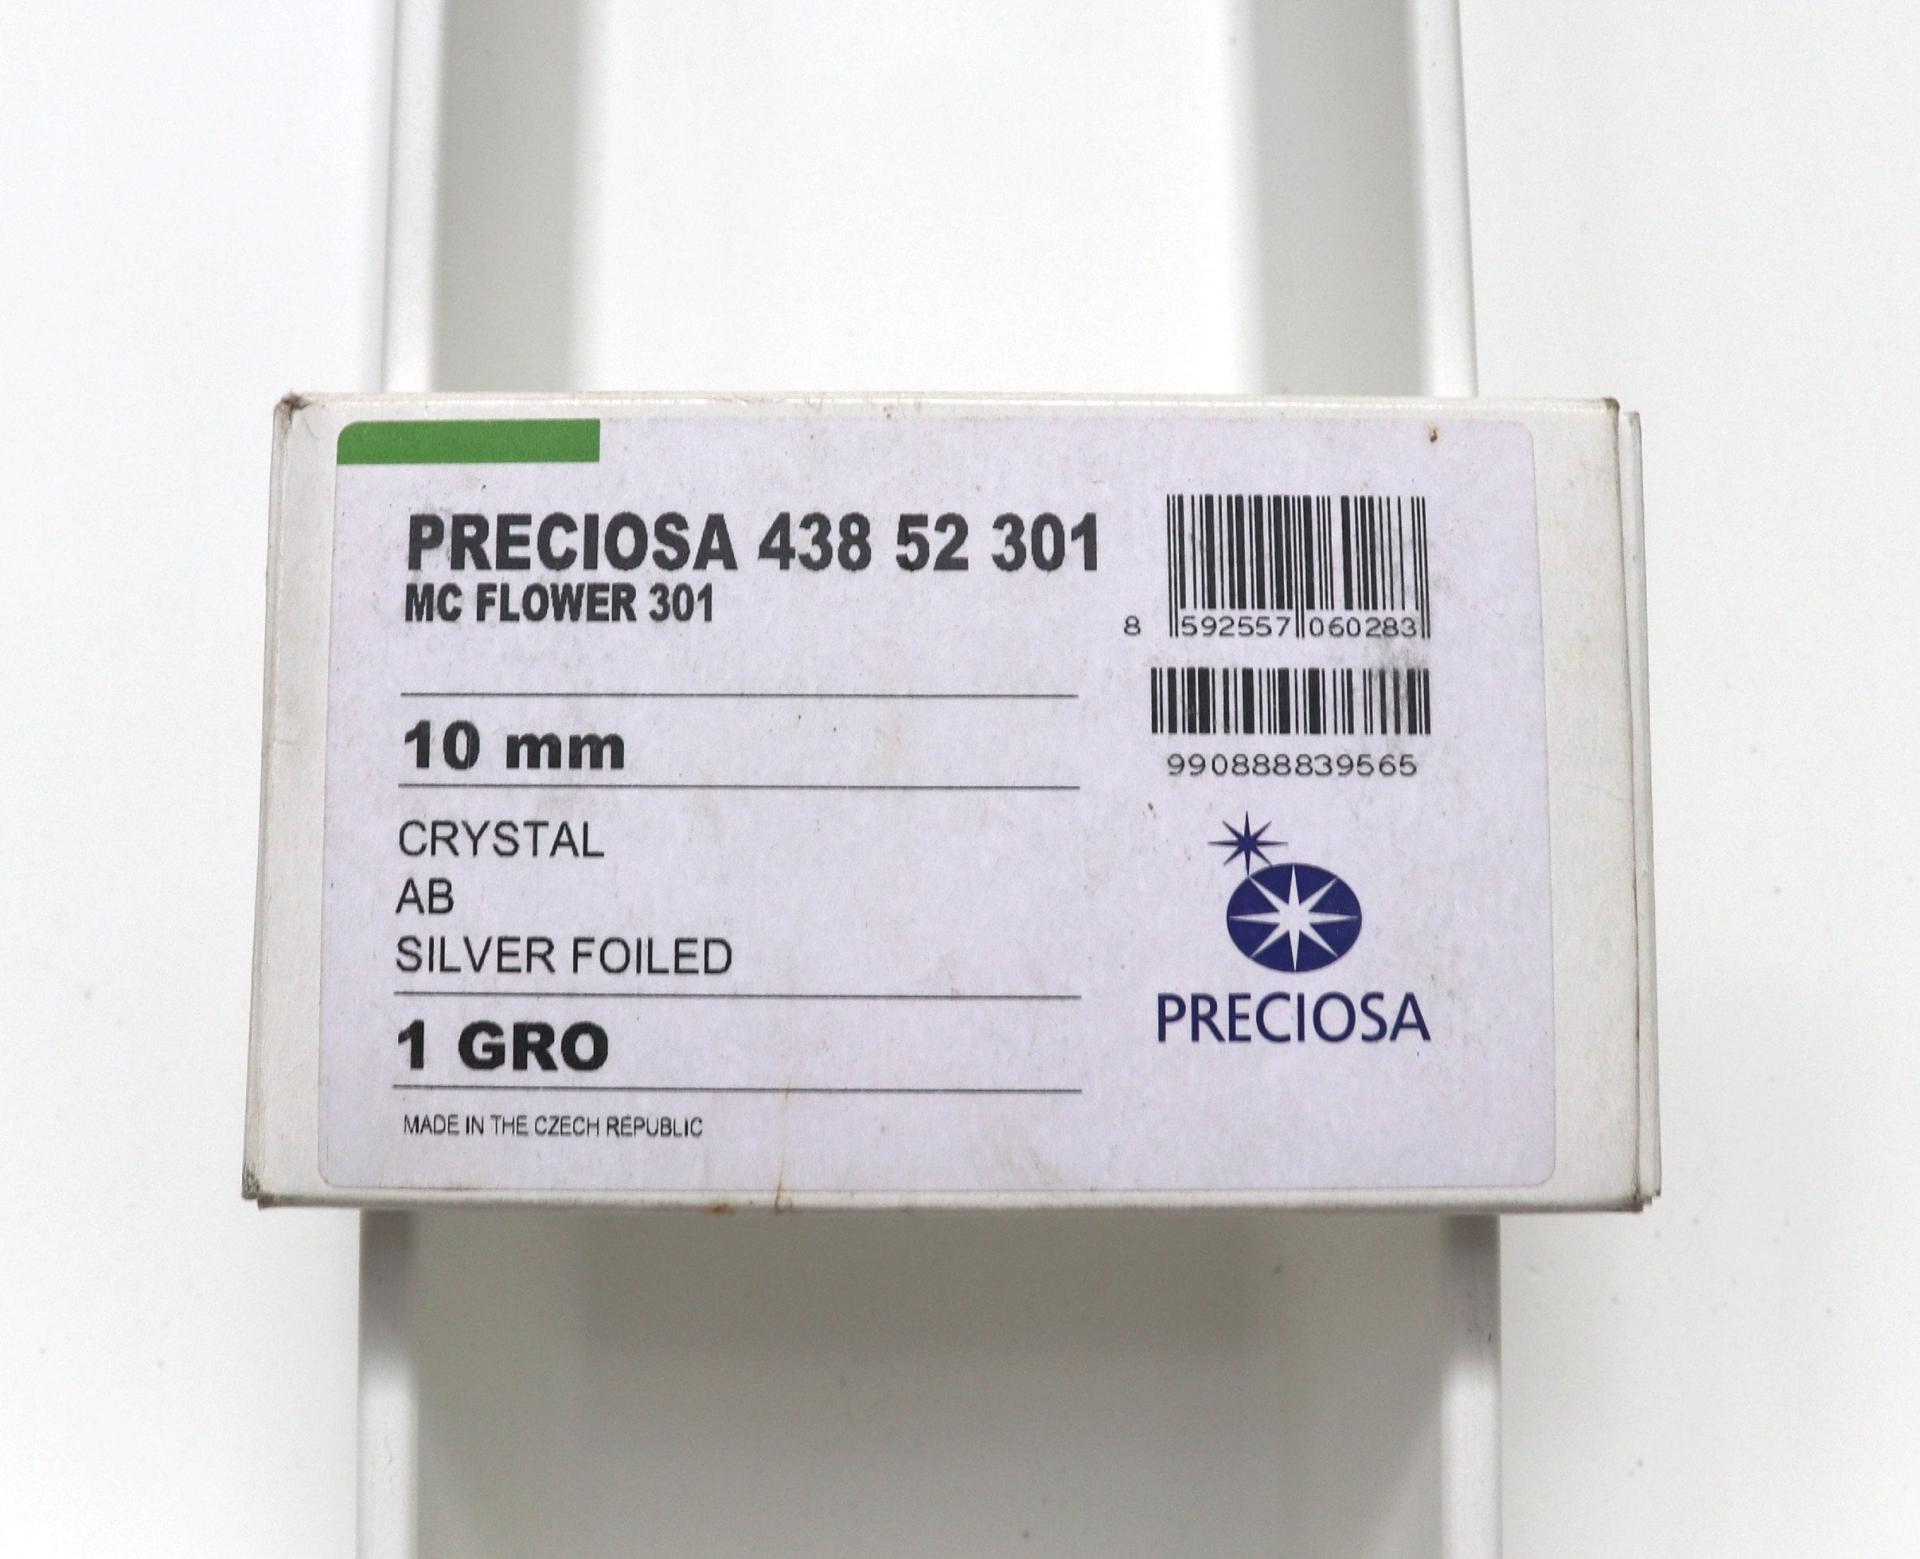 PRECIOSA 438 52 301
MC FLOWER 301
8 592557 060283
10 mm
990888839565
CRYSTAL
AB
SILVER FOILED
PRECIOSA
1 GRO
MADE IN THE CZECH REPUBLIC